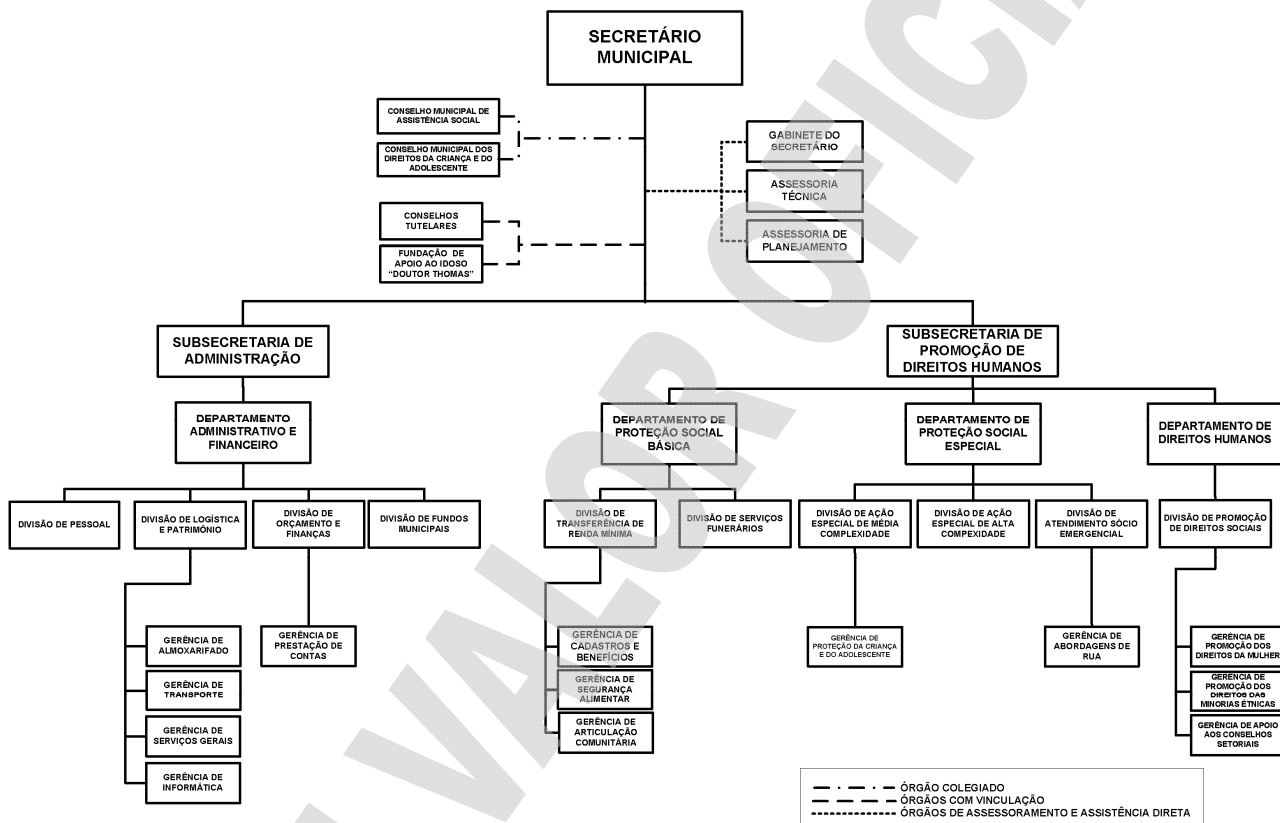 SECRETÁRIO
MUNICIPAL
CONSELHO MUNICIPAL DE
ASSISTÊNCIA SOCIAL
CONSELHO MUNICIPAL DOS
DIREITOS DA CRIANÇA E DO
ADOLESCENTE
GABINETE DO
SECRETÁRIO
ASSESSORIA
TÉCNICA
ASSESSORIA DE
PLANEJAMENTO
CONSELHOS
TUTELARES
FUNDAÇÃO DE
APOIO AO IDOSO
“DOUTOR THOMAS”
SUBSECRETARIA DE
ADMINISTRAÇÃO
SUBSECRETARIA DE
PROMOÇÃO DE
DIREITOS HUMANOS
DEPARTAMENTO
ADMINISTRATIVO E
FINANCEIRO
DEPARTAMENTO DE
PROTEÇÃO SOCIAL
BÁSICA
DEPARTAMENTO DE
PROTEÇÃO SOCIAL
ESPECIAL
DEPARTAMENTO DE
DIREITOS HUMANOS
DIVISÃO DE PESSOAL
DIVISÃO DE LOGÍSTICA
E PATRIMÔNIO
DIVISÃO DE
ORÇAMENTO E
FINANÇAS
DIVISÃO DE FUNDOS
MUNICIPAIS
DIVISÃO DE
TRANSFERÊNCIA DE
RENDA MÍNIMA
DIVISÃO DE SERVIÇOS
FUNERÁRIOS
DIVISÃO DE AÇÃO
ESPECIAL DE MÉDIA
COMPLEXIDADE
DIVISÃO DE AÇÃO
ESPECIAL DE ALTA
COMPEXIDADE
DIVISÃO DE
ATENDIMENTO SÓCIO
EMERGENCIAL
DIVISÃO DE PROMOÇÃO
DE DIREITOS SOCIAIS
GERÊNCIA DE
ALMOXARIFADO
GERÊNCIA DE
TRANSPORTE
GERÊNCIA DE
SERVIÇOS GERAIS
GERÊNCIA DE
INFORMÁTICA
GERÊNCIA DE
PRESTAÇÃO DE
CONTAS
GERÊNCIA DE
CADASTROS E
BENEFÍCIOS
GERÊNCIA DE
SEGURANÇA
ALIMENTAR
GERÊNCIA DE
ARTICULAÇÃO
COMUNITÁRIA
GERÊNCIA DE
PROTEÇÃO DA CRIANÇA
E DO ADOLESCENTE
GERÊNCIA DE
ABORDAGENS DE
RUA
GERÊNCIA DE
PROMOÇÃO DOS
DIREITOS DA MULHER
GERÊNCIA DE
PROMOÇÃO DOS
DIREITOS DAS
MINORIAS ÉTNICAS
GERÊNCIA DE APOIO
AOS CONSELHOS
SETORIAIS
ÓRGÃO COLEGIADO
ÓRGÃOS COM VINCULAÇÃO
ÓRGÃOS DE ASSESSORAMENTO E ASSISTÊNCIA DIRETA
VALOR OFICI